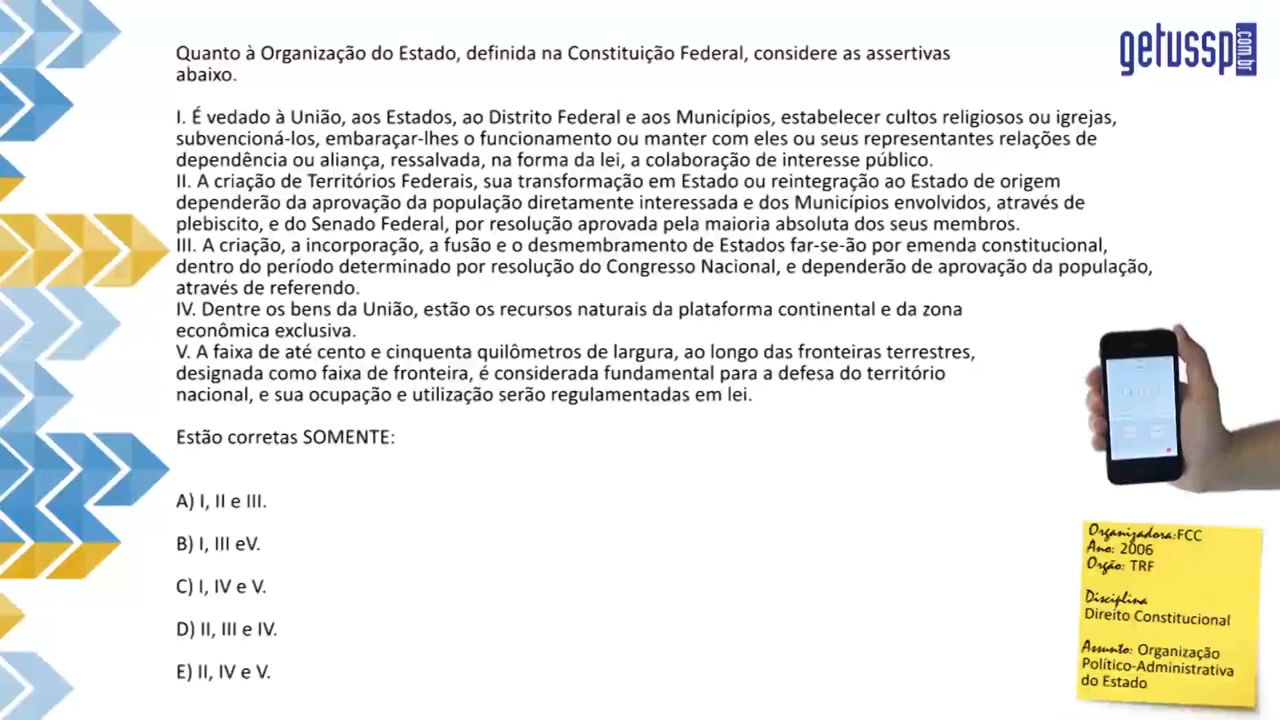 getussp.com.br
Quanto à Organização do Estado, definida na Constituição Federal, considere as assertivas
abaixo.
I. É vedado à União, aos Estados, ao Distrito Federal e aos Municípios, estabelecer cultos religiosos ou igrejas,
subvencioná-los, embaraçar-lhes o funcionamento ou manter com eles ou seus representantes relações de
dependência ou aliança, ressalvada, na forma da lei, a colaboração de interesse público.
II. A criação de Territórios Federais, sua transformação em Estado ou reintegração ao Estado de origem
dependerão da aprovação da população diretamente interessada e dos Municípios envolvidos, através de
plebiscito, e do Senado Federal, por resolução aprovada pela maioria absoluta dos seus membros.
III. A criação, a incorporação, a fusão e o desmembramento de Estados far-se-ão por emenda constitucional,
dentro do período determinado por resolução do Congresso Nacional, e dependerão de aprovação da população,
através de referendo.
IV. Dentre os bens da União, estão os recursos naturais da plataforma continental e da zona
econômica exclusiva.
V. A faixa de até cento e cinquenta quilômetros de largura, ao longo das fronteiras terrestres,
designada como faixa de fronteira, é considerada fundamental para a defesa do território
nacional, e sua ocupação e utilização serão regulamentadas em lei.
Estão corretas SOMENTE:
A) I, II e III.
B) I, III eV.
C) I, IV e V.
D) II, III e IV.
E) II, IV e V.
Organizadora:FCC
Ano: 2006
Orgão: TRF
Disciplina
Direito Constitucional
Assunto: Organização
Político-Administrativa
do Estado